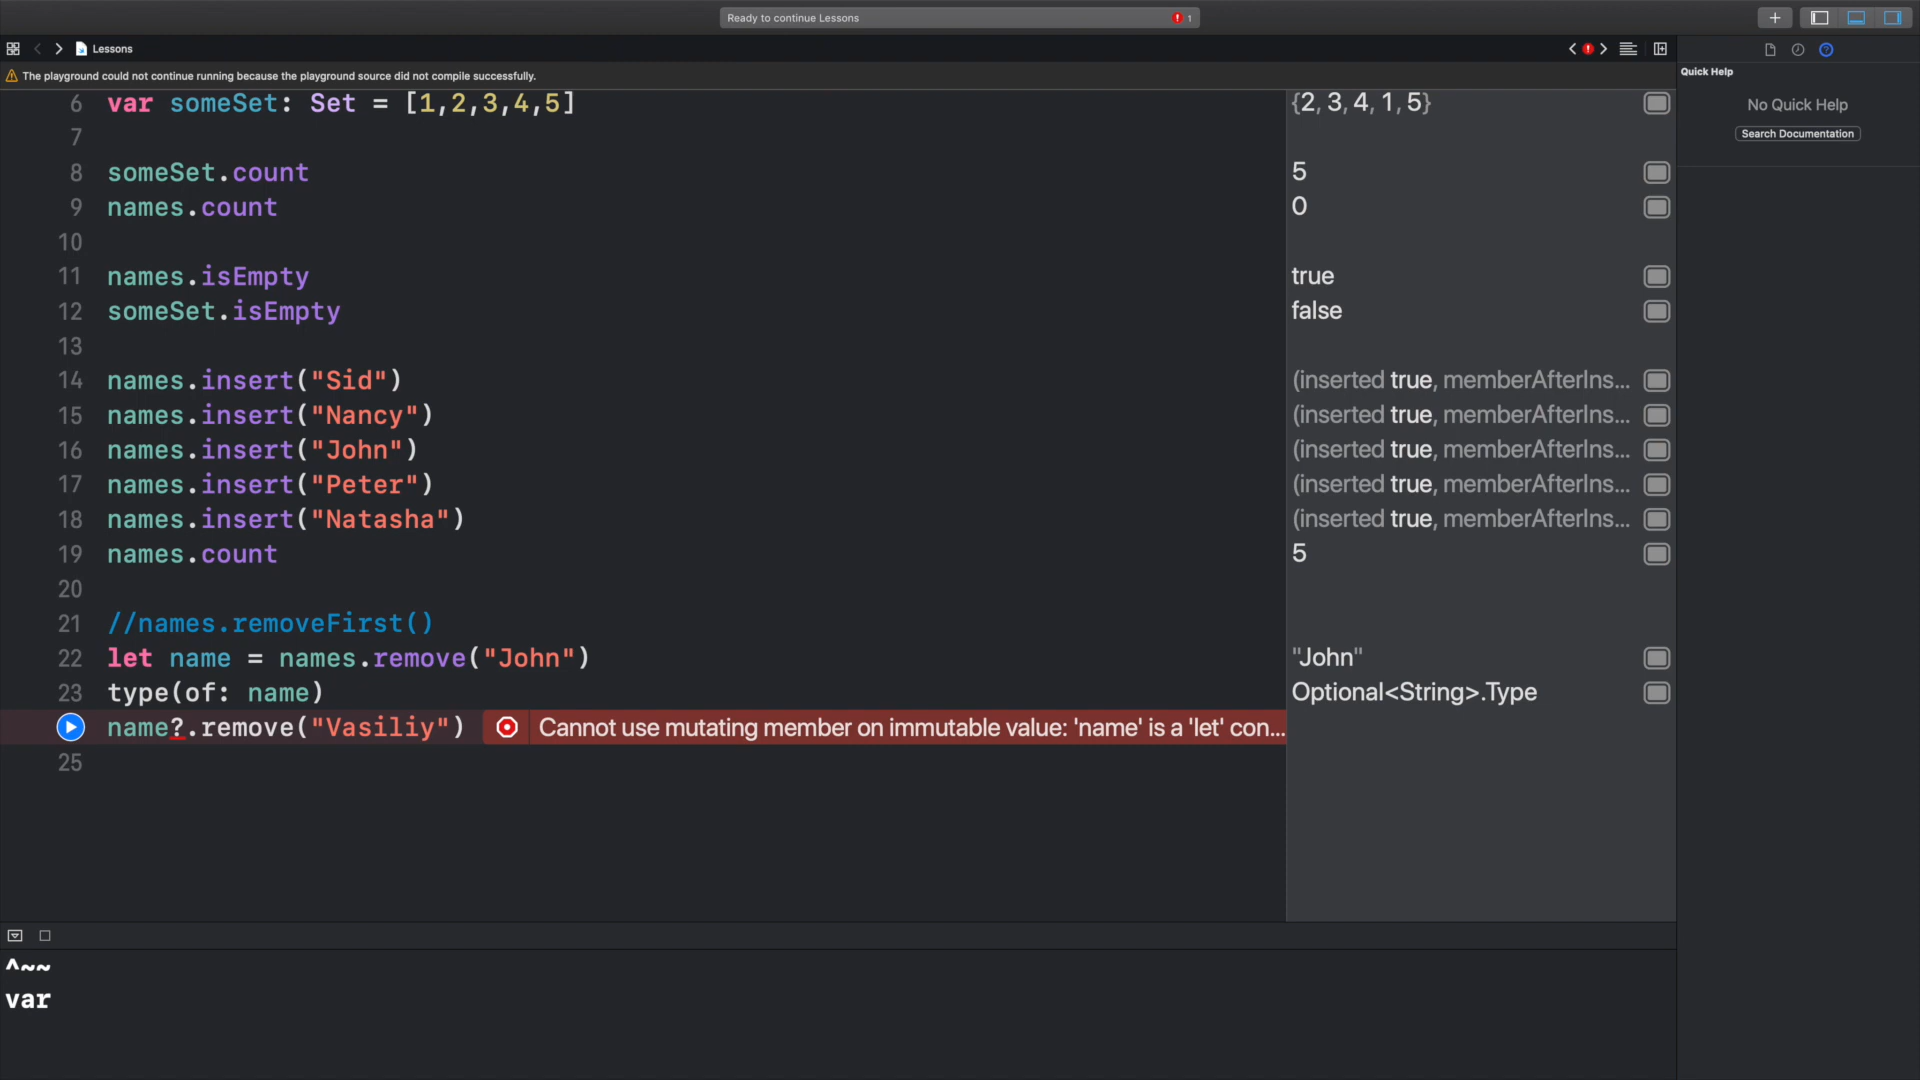 Ready to continue Lessons 1
Lessons
Quick Help
The playground could not continue running because the playground source did not compile successfully.
No Quick Help
Search Documentation
6 var someSet: Set = [1,2,3,4,5] {2, 3, 4, 1, 5}
7
8 someSet.count 5
9 names.count 0
10
11 names.isEmpty true
12 someSet.isEmpty false
13
14 names.insert("Sid") (inserted true, memberAfterIns...
15 names.insert("Nancy") (inserted true, memberAfterIns...
16 names.insert("John") (inserted true, memberAfterIns...
17 names.insert("Peter") (inserted true, memberAfterIns...
18 names.insert("Natasha") (inserted true, memberAfterIns...
19 names.count 5
20
21 //names.removeFirst()
22 let name = names.remove("John") "John"
23 type(of: name) Optional<String>.Type
name?.remove("Vasiliy") Cannot use mutating member on immutable value: 'name' is a 'let' con...
25
^~~
var